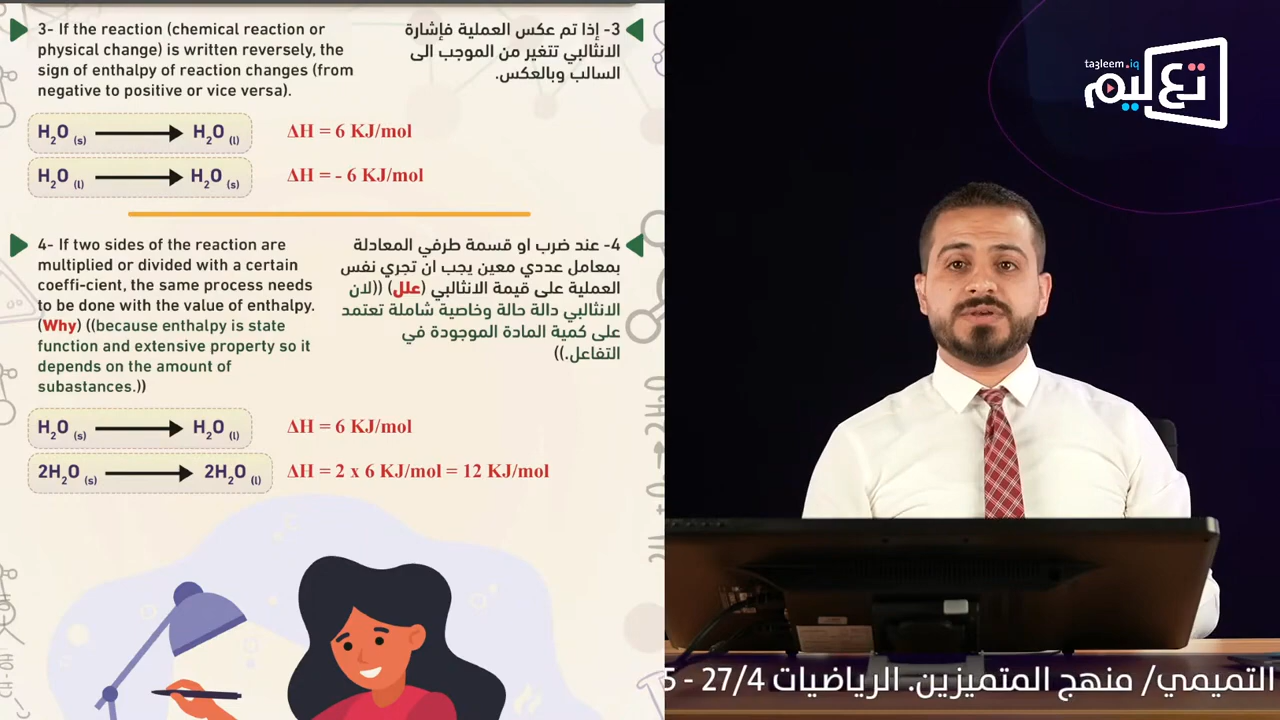 3- If the reaction (chemical reaction or
physical change) is written reversely, the
sign of enthalpy of reaction changes (from
negative to positive or vice versa).
3- إذا تم عكس العملية فإشارة
الانثالبي تتغير من الموجب الى
السالب وبالعكس.
H₂O (s) → H₂O (l) ΔH = 6 KJ/mol
H₂O (l) → H₂O (s) ΔH = - 6 KJ/mol
4- If two sides of the reaction are
multiplied or divided with a certain
coeffi-cient, the same process needs
to be done with the value of enthalpy.
(Why) ((because enthalpy is state
function and extensive property so it
depends on the amount of
subastances.))
4- عند ضرب او قسمة طرفي المعادلة
بمعامل عددي معين يجب ان تجري نفس
العملية على قيمة الانثالبي (علل) ((لان
الانثالبي دالة حالة وخاصية شاملة تعتمد
على كمية المادة الموجودة في
التفاعل.))
H₂O (s) → H₂O (l) ΔH = 6 KJ/mol
2H₂O (s) → 2H₂O (l) ΔH = 2 x 6 KJ/mol = 12 KJ/mol
ta3leem.iq
تعليم
التميمي/ منهج المتميزين. الرياضيات 27/4 - 5